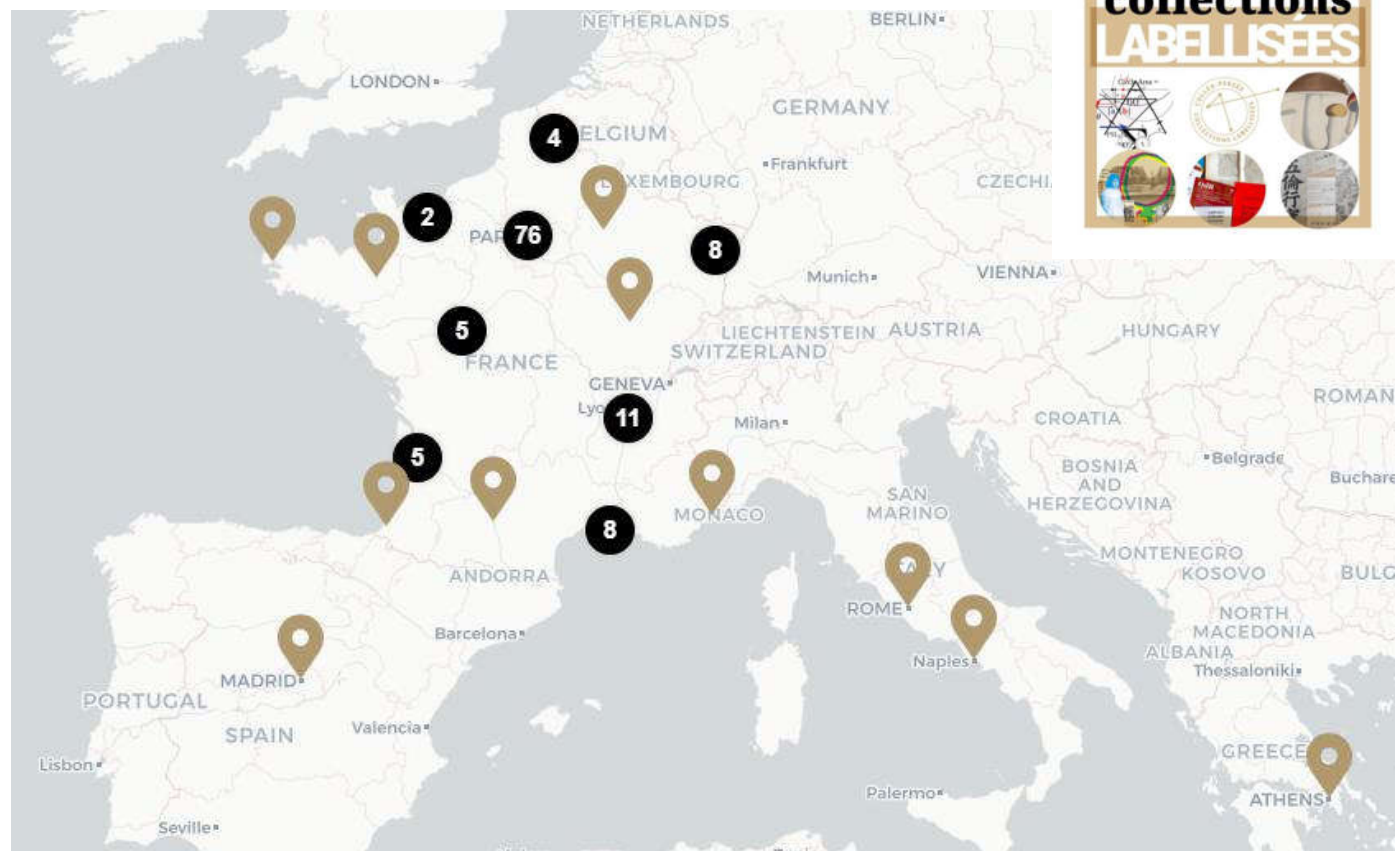 collections
LABELLISÉES
NETHERLANDS
BERLIN
LONDON
GERMANY
4
ELGIUM
Frankfurt
XEMBOURG
CZECHI
2
PAR
76
8
Munich
VIENNA
5
LIECHTENSTEIN
AUSTRIA
HUNGARY
SWITZERLAND
FRANCE
GENEVA
ROMAN
Lyo
11
Milan
CROATIA
5
Belgrade
BOSNIA
AND
HERZEGOVINA
Buchare
SAN
MARINO
MONACO
8
MONTENEGRO
KOSOVO
BULG
ANDORRA
ROME
NORTH
MACEDONIA
Barcelona
ALBANIA
Naples
Thessaloniki
MADRID
PORTUGAL
SPAIN
Valencia
GREECE
Lisbon
Palermo
ATHENS
Seville